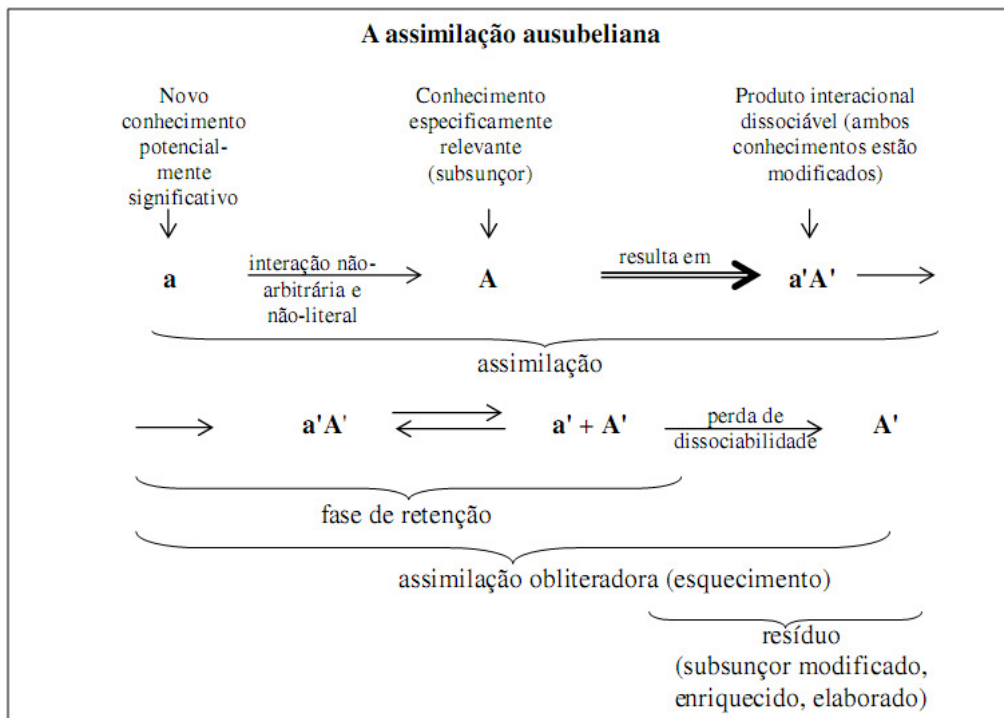 A assimilação ausubeliana
Novo
conhecimento
potencial-
mente
significativo
Conhecimento
especificamente
relevante
(subsunçor)
Produto interacional
dissociável (ambos
conhecimentos estão
modificados)
a
interação não-
arbitrária e
não-literal
A
resulta em
a'A'
assimilação
a'A'
a' + A'
perda de
dissociabilidade
A'
fase de retenção
assimilação obliteradora (esquecimento)
resíduo
(subsunçor modificado,
enriquecido, elaborado)